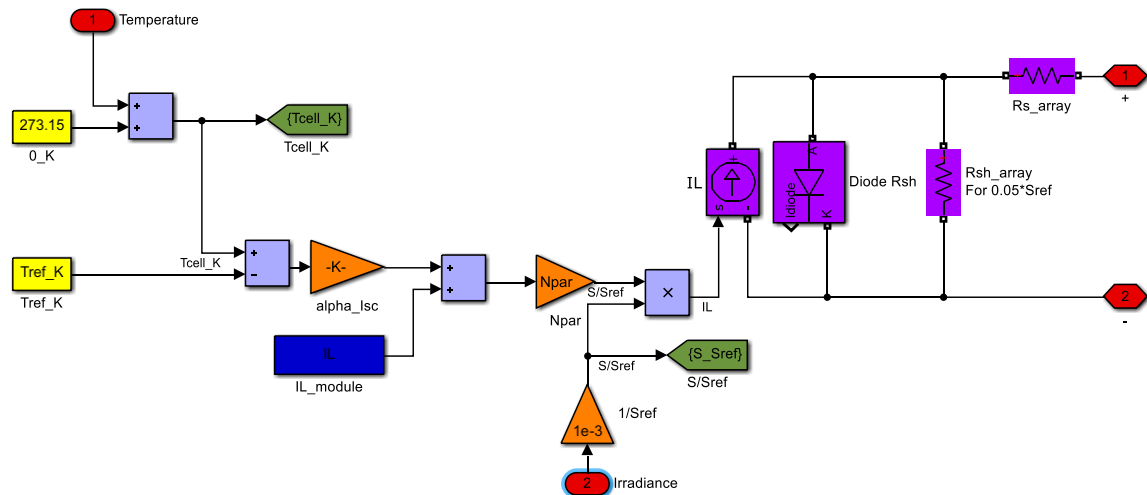 1
Temperature
+
+
273.15
0_K
{Tcell_K}
Tcell_K
Tcell_K
+
-
Tref_K
Tref_K
-K-
alpha_Isc
+
+
IL
IL_module
Npar
Npar
S/Sref
×
IL
{S_Sref}
S/Sref
S/Sref
1/Sref
1e-3
2
Irradiance
IL
+
s
-
A
Idiode
K
Diode Rsh
+
Rsh_array
For 0.05*Sref
+
Rs_array
1
+
2
-